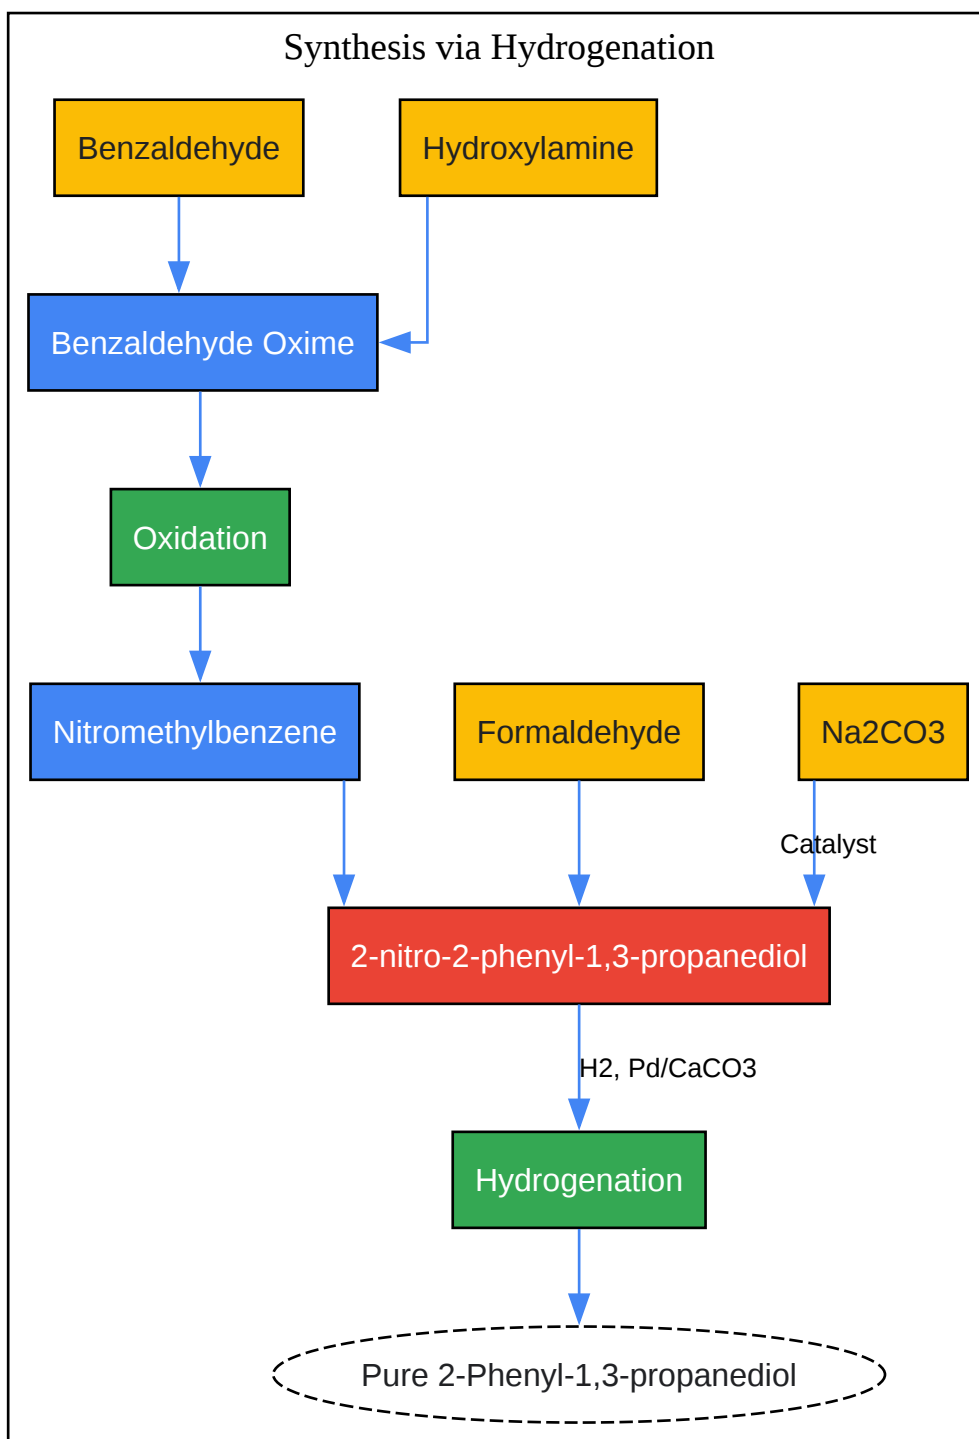 Synthesis via Hydrogenation
Benzaldehyde
Hydroxylamine
Benzaldehyde Oxime
Oxidation
Nitromethylbenzene
Formaldehyde
Na2CO3
Catalyst
2-nitro-2-phenyl-1,3-propanediol
H2, Pd/CaCO3
Hydrogenation
Pure 2-Phenyl-1,3-propanediol